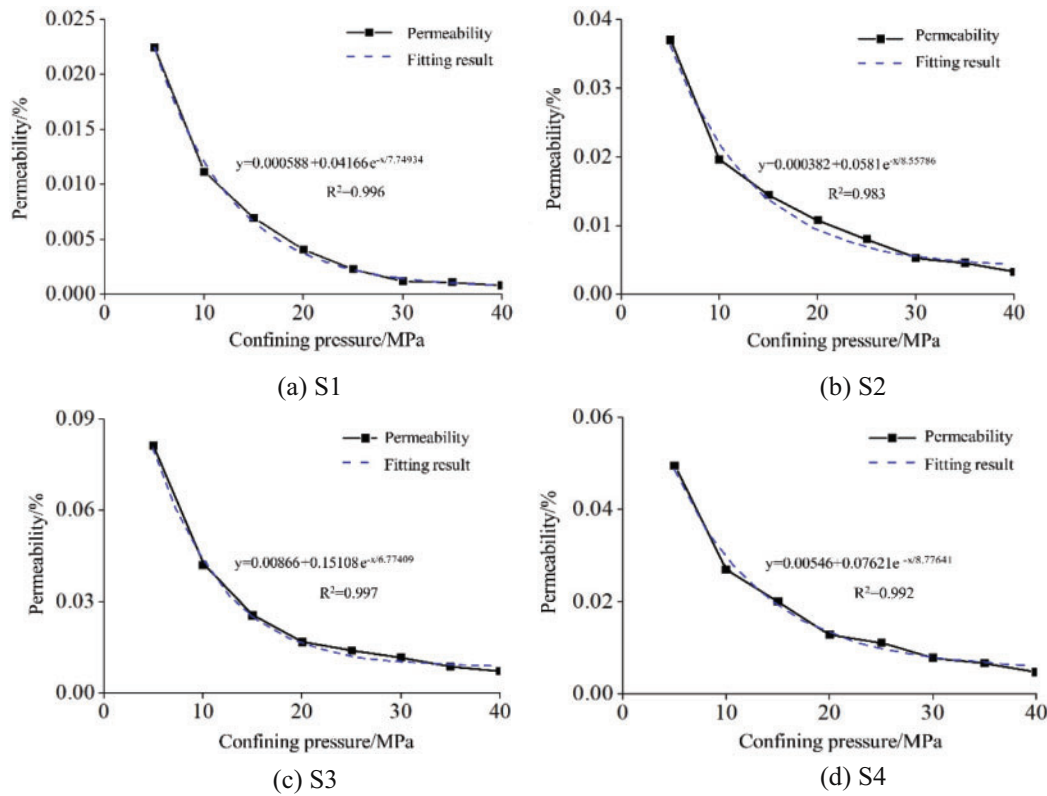 0.025
0.020
0.015
0.010
0.005
0.000
0 10 20 30 40
Permeability/%
Confining pressure/MPa
Permeability
Fitting result
y=0.000588+0.04166e^-x/7.74934
R²=0.996
(a) S1
0.04
0.03
0.02
0.01
0.00
0 10 20 30 40
Permeability/%
Confining pressure/MPa
Permeability
Fitting result
y=0.000382+0.0581e^-x/8.55786
R²=0.983
(b) S2
0.09
0.06
0.03
0.00
0 10 20 30 40
Permeability/%
Confining pressure/MPa
Permeability
Fitting result
y=0.00866+0.15108e^-x/6.77409
R²=0.997
(c) S3
0.06
0.04
0.02
0.00
0 10 20 30 40
Permeability/%
Confining pressure/MPa
Permeability
Fitting result
y=0.00546+0.07621e^-x/8.77641
R²=0.992
(d) S4